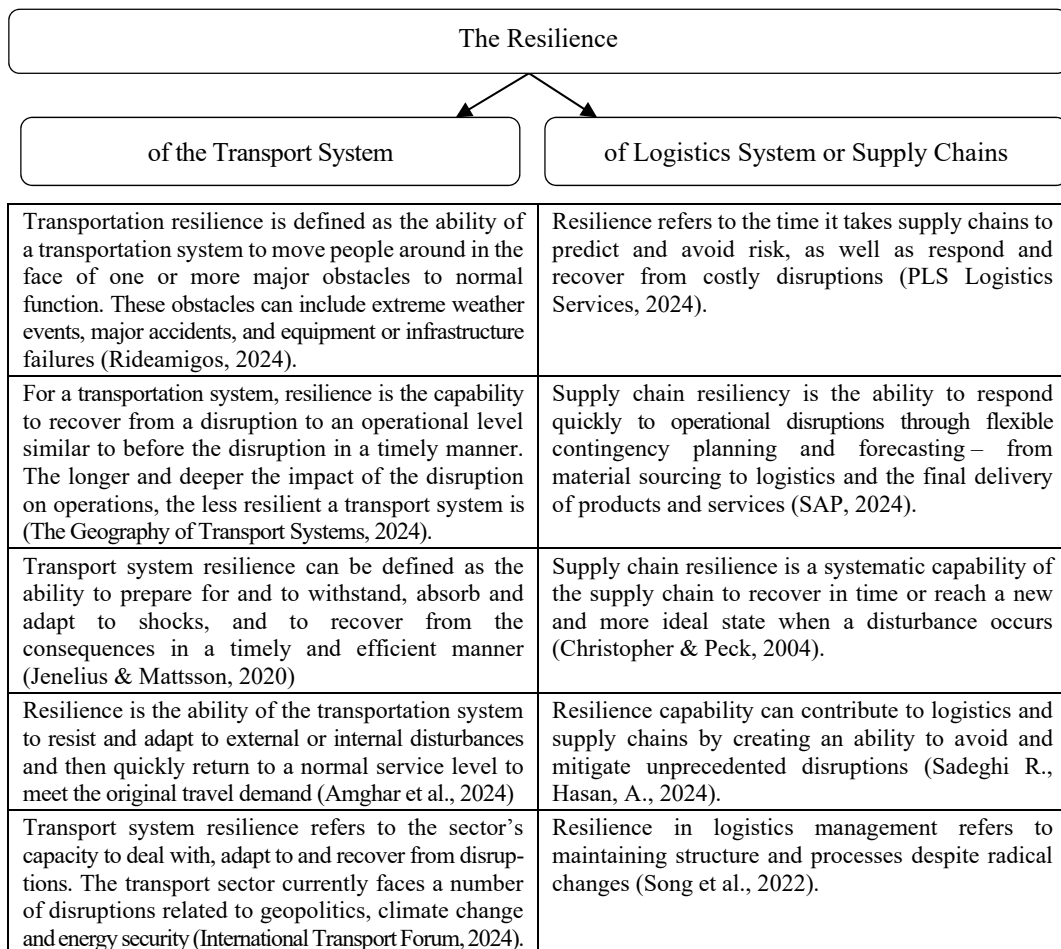 The Resilience
of the Transport System
of Logistics System or Supply Chains
Transportation resilience is defined as the ability of
a transportation system to move people around in the
face of one or more major obstacles to normal
function. These obstacles can include extreme weather
events, major accidents, and equipment or infrastructure
failures (Rideamigos, 2024).
Resilience refers to the time it takes supply chains to
predict and avoid risk, as well as respond and
recover from costly disruptions (PLS Logistics
Services, 2024).
For a transportation system, resilience is the capability
to recover from a disruption to an operational level
similar to before the disruption in a timely manner.
The longer and deeper the impact of the disruption
on operations, the less resilient a transport system is
(The Geography of Transport Systems, 2024).
Supply chain resiliency is the ability to respond
quickly to operational disruptions through flexible
contingency planning and forecasting – from
material sourcing to logistics and the final delivery
of products and services (SAP, 2024).
Transport system resilience can be defined as the
ability to prepare for and to withstand, absorb and
adapt to shocks, and to recover from the
consequences in a timely and efficient manner
(Jenelius & Mattsson, 2020)
Supply chain resilience is a systematic capability of
the supply chain to recover in time or reach a new
and more ideal state when a disturbance occurs
(Christopher & Peck, 2004).
Resilience is the ability of the transportation system
to resist and adapt to external or internal disturbances
and then quickly return to a normal service level to
meet the original travel demand (Amghar et al., 2024)
Resilience capability can contribute to logistics and
supply chains by creating an ability to avoid and
mitigate unprecedented disruptions (Sadeghi R.,
Hasan, A., 2024).
Transport system resilience refers to the sector’s
capacity to deal with, adapt to and recover from disrup-
tions. The transport sector currently faces a number
of disruptions related to geopolitics, climate change
and energy security (International Transport Forum, 2024).
Resilience in logistics management refers to
maintaining structure and processes despite radical
changes (Song et al., 2022).